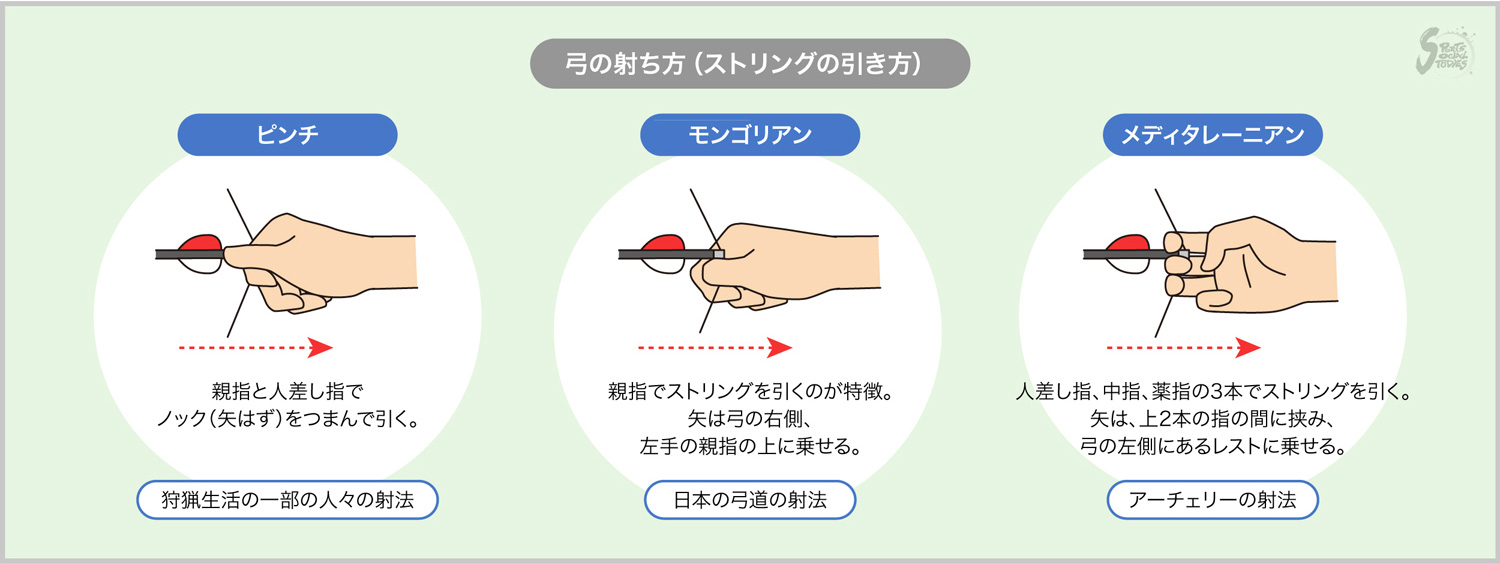 弓の射ち方（ストリングの引き方）
SPORTS
SOCIAL
STORIES
ピンチ
親指と人差し指で
ノック（矢はず）をつまんで引く。
狩猟生活の一部の人々の射法
モンゴリアン
親指でストリングを引くのが特徴。
矢は弓の右側、
左手の親指の上に乗せる。
日本の弓道の射法
メディタレーニアン
人差し指、中指、薬指の3本でストリングを引く。
矢は、上2本の指の間に挟み、
弓の左側にあるレストに乗せる。
アーチェリーの射法